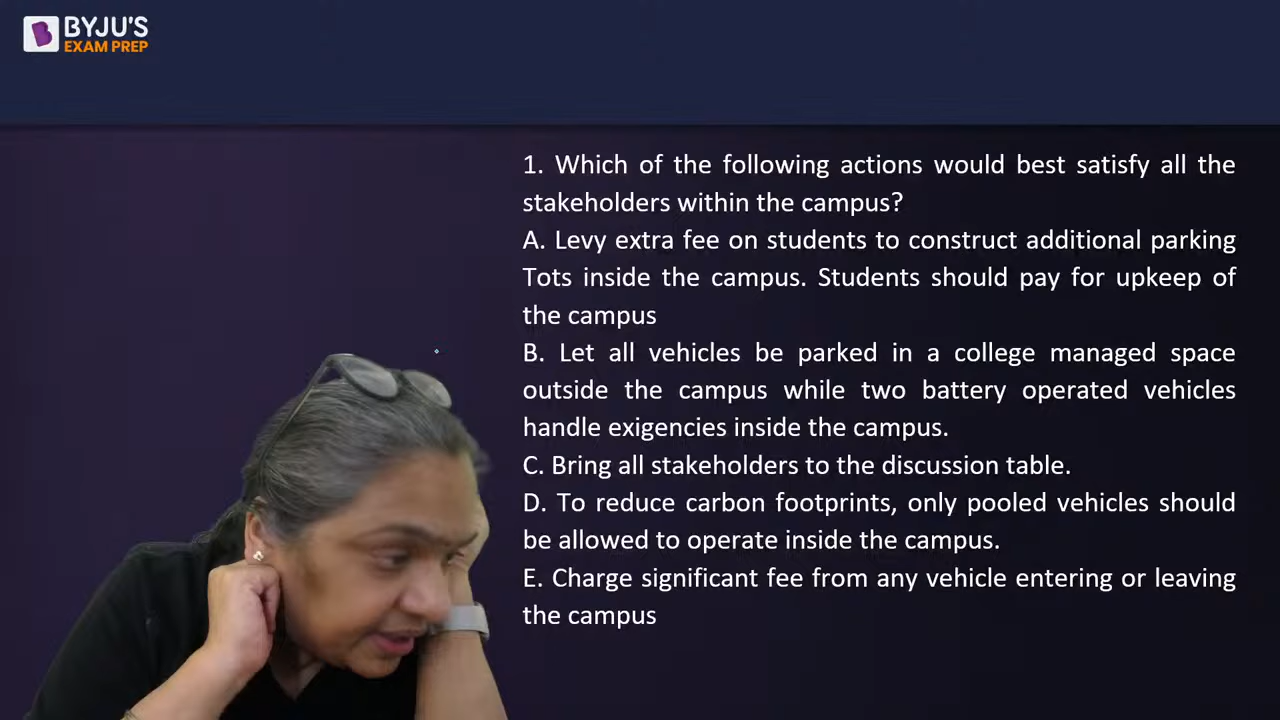 BYJU'S
EXAM PREP
1. Which of the following actions would best satisfy all the
stakeholders within the campus?
A. Levy extra fee on students to construct additional parking
Tots inside the campus. Students should pay for upkeep of
the campus
B. Let all vehicles be parked in a college managed space
outside the campus while two battery operated vehicles
handle exigencies inside the campus.
C. Bring all stakeholders to the discussion table.
D. To reduce carbon footprints, only pooled vehicles should
be allowed to operate inside the campus.
E. Charge significant fee from any vehicle entering or leaving
the campus